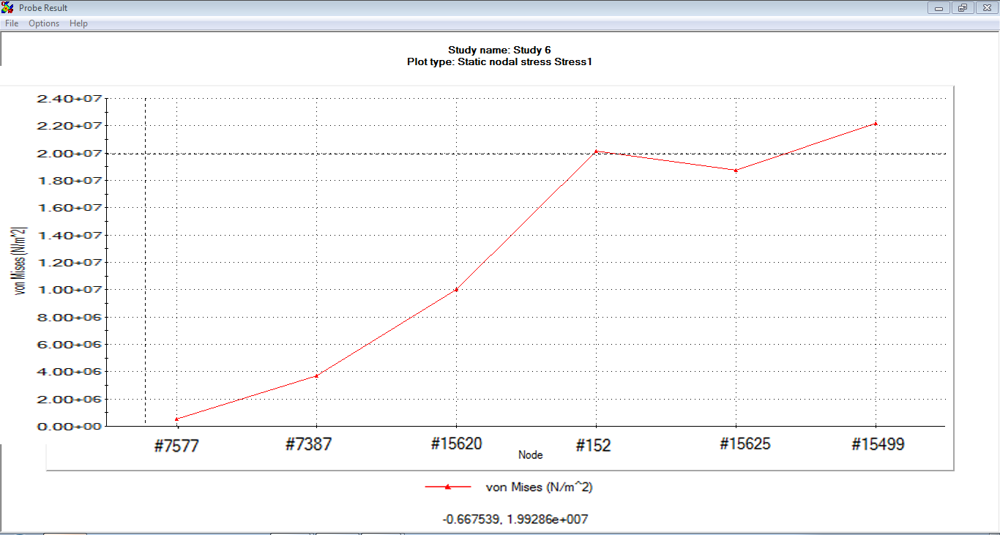 Probe Result
File Options Help
Study name: Study 6
Plot type: Static nodal stress Stress1
2.40+07
2.20+07
2.00+07
1.80+07
1.60+07
1.40+07
1.20+07
1.00+07
8.00+06
6.00+06
4.00+06
2.00+06
0.00+00
von Mises (N/m^2)
#7577 #7387 #15620 #152 #15625 #15499
Node
von Mises (N/m^2)
-0.667539, 1.99286e+007